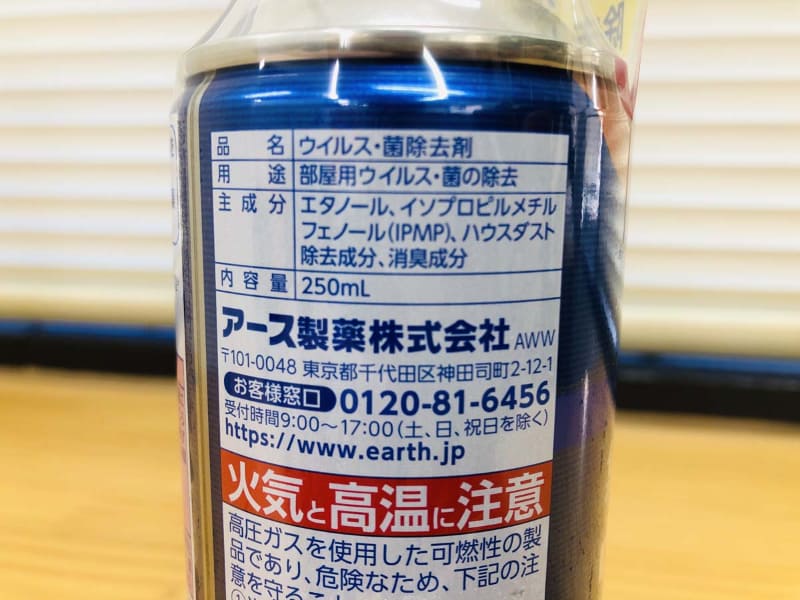 品名 ウイルス・菌除去剤
用途 部屋用ウイルス・菌の除去
主成分 エタノール、イソプロピルメチル
フェノール(IPMP)、ハウスダスト
除去成分、消臭成分
内容量 250mL
アース製薬株式会社 AWW
〒101-0048 東京都千代田区神田司町2-12-1
お客様窓口 0120-81-6456
受付時間9:00〜17:00(土、日、祝日を除く)
https://www.earth.jp
火気と高温に注意
高圧ガスを使用した可燃性の製
品であり、危険なため、下記の注
意を守ること